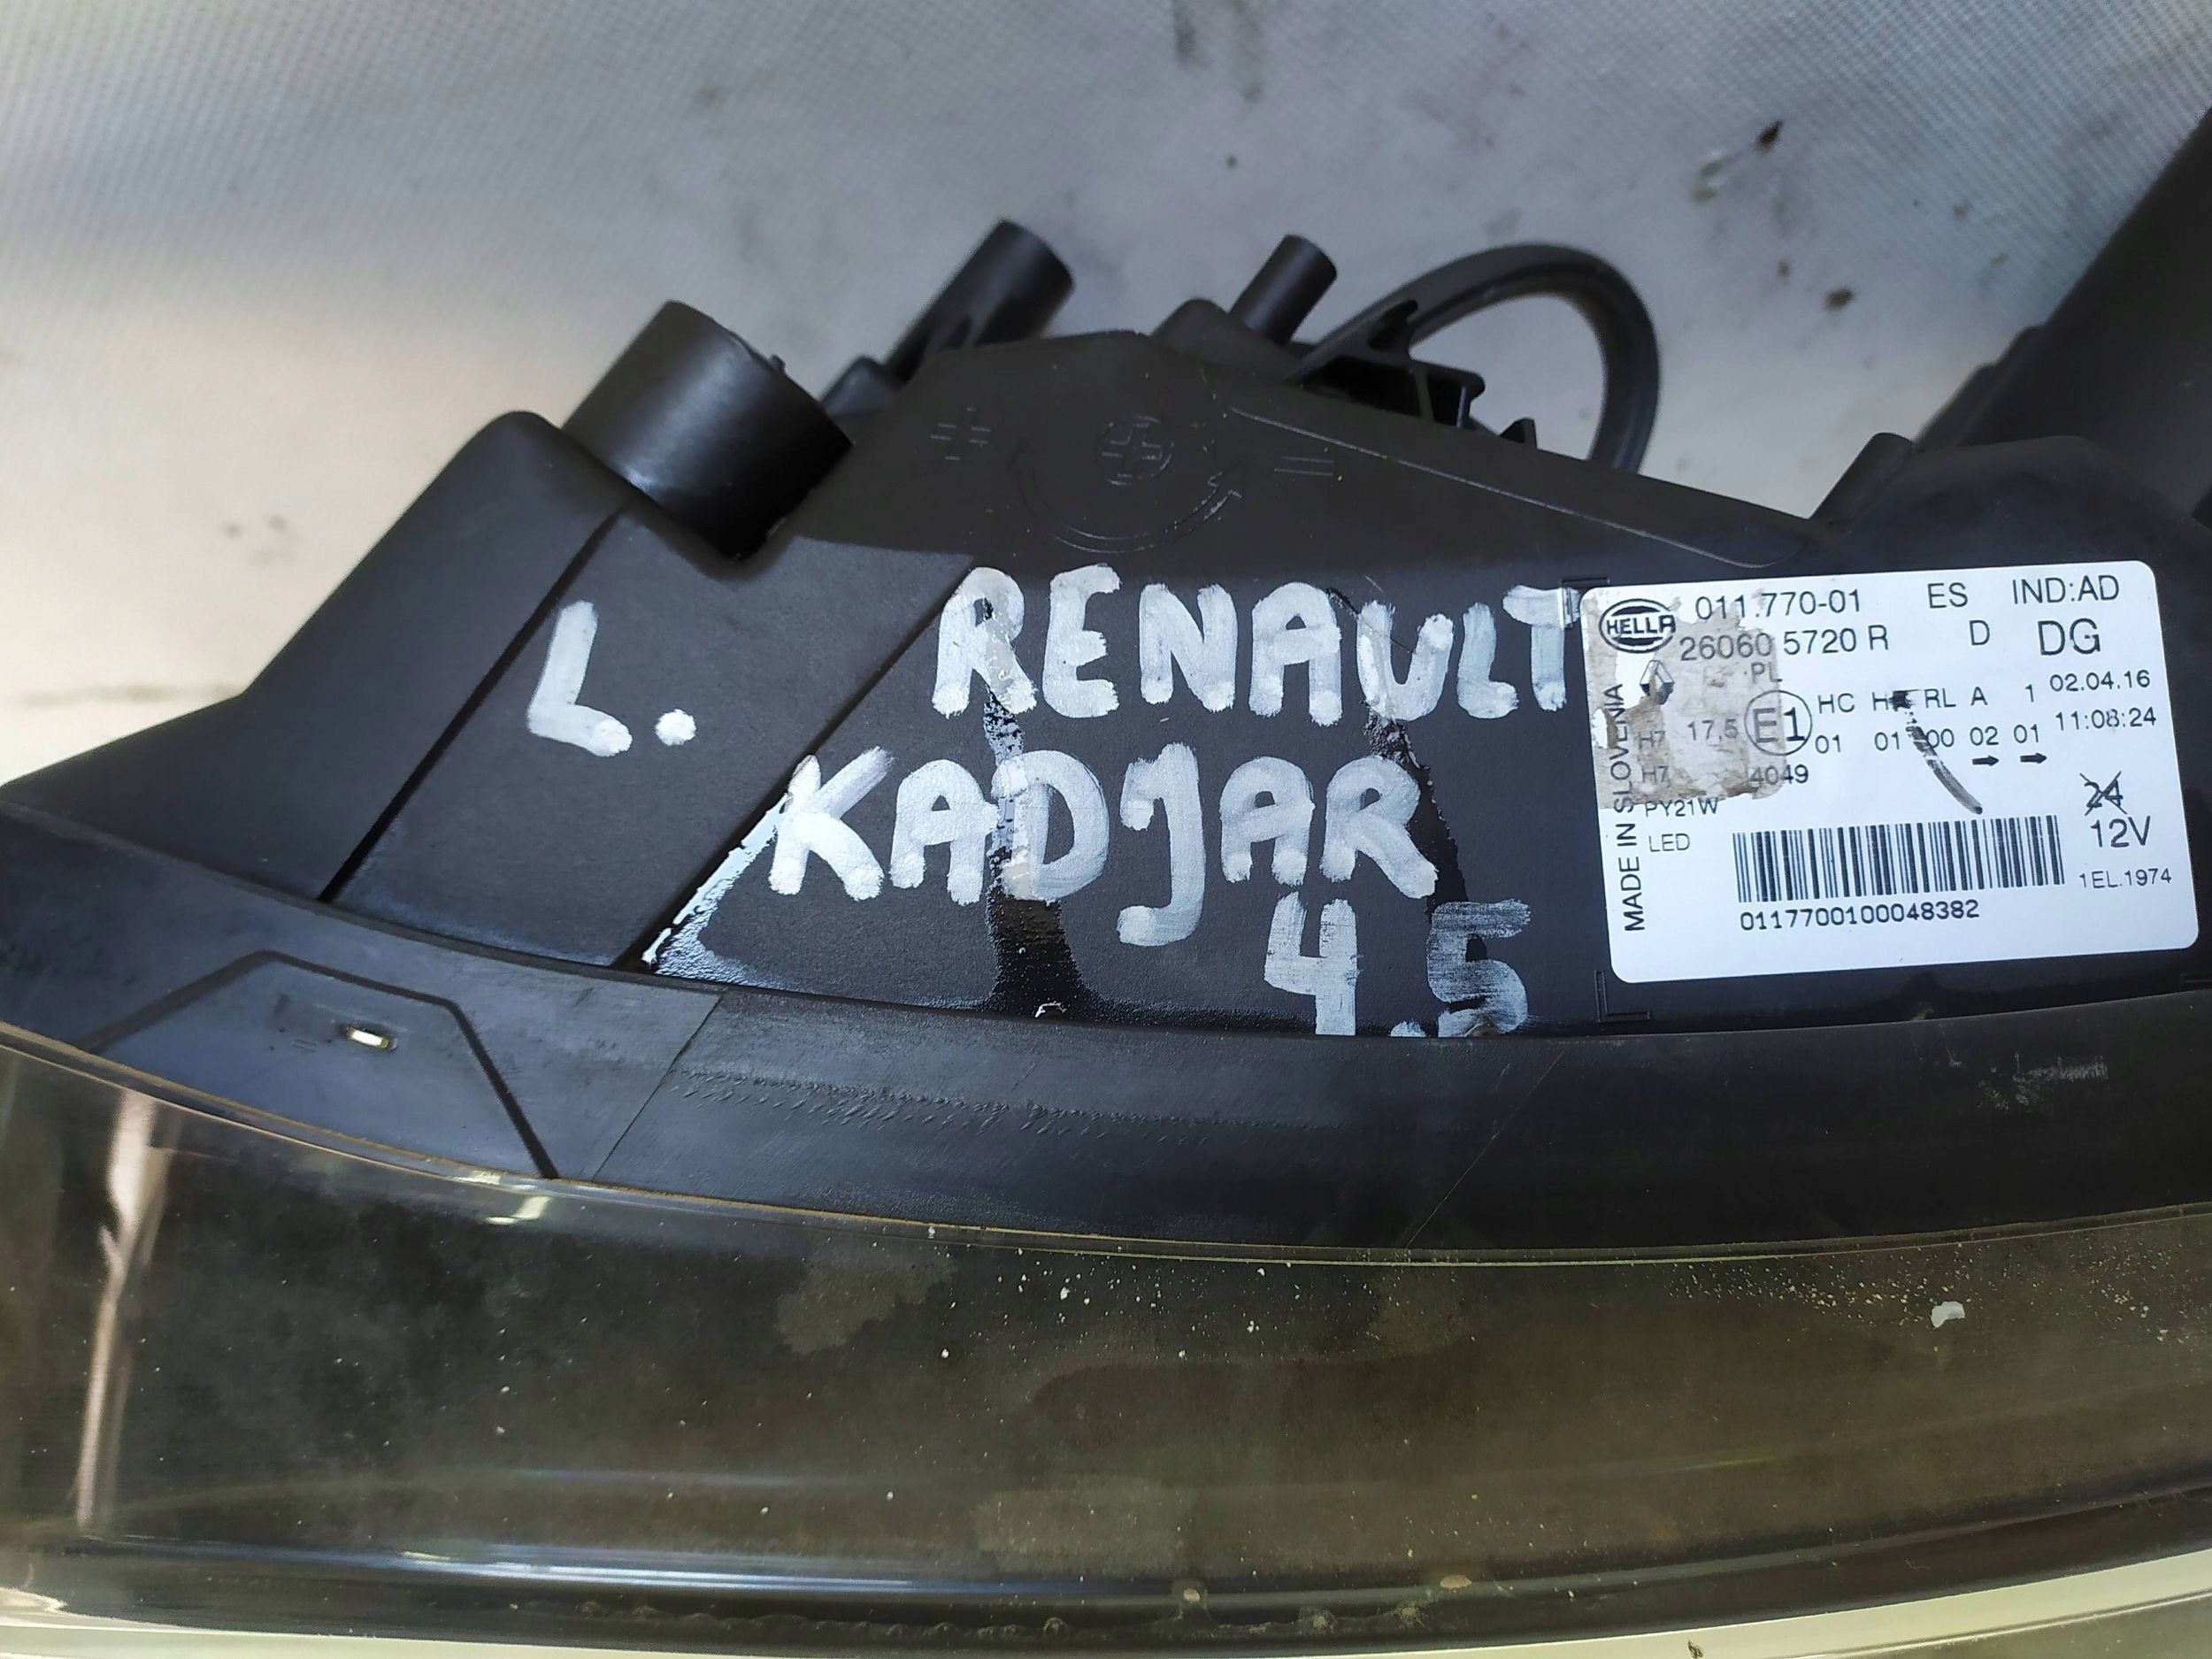 L.
RENAULT
KADJAR
4.5
HELLA
011.770-01 ES IND:AD
26060 5720 R D DG
PL
02.04.16
H7 17,5 E1 HC RL A 1
01 01 00 02 01 11:08:24
H7 4049
PY21W
24
LED 12V
MADE IN SLOVENIA
1EL.1974
0117700100048382